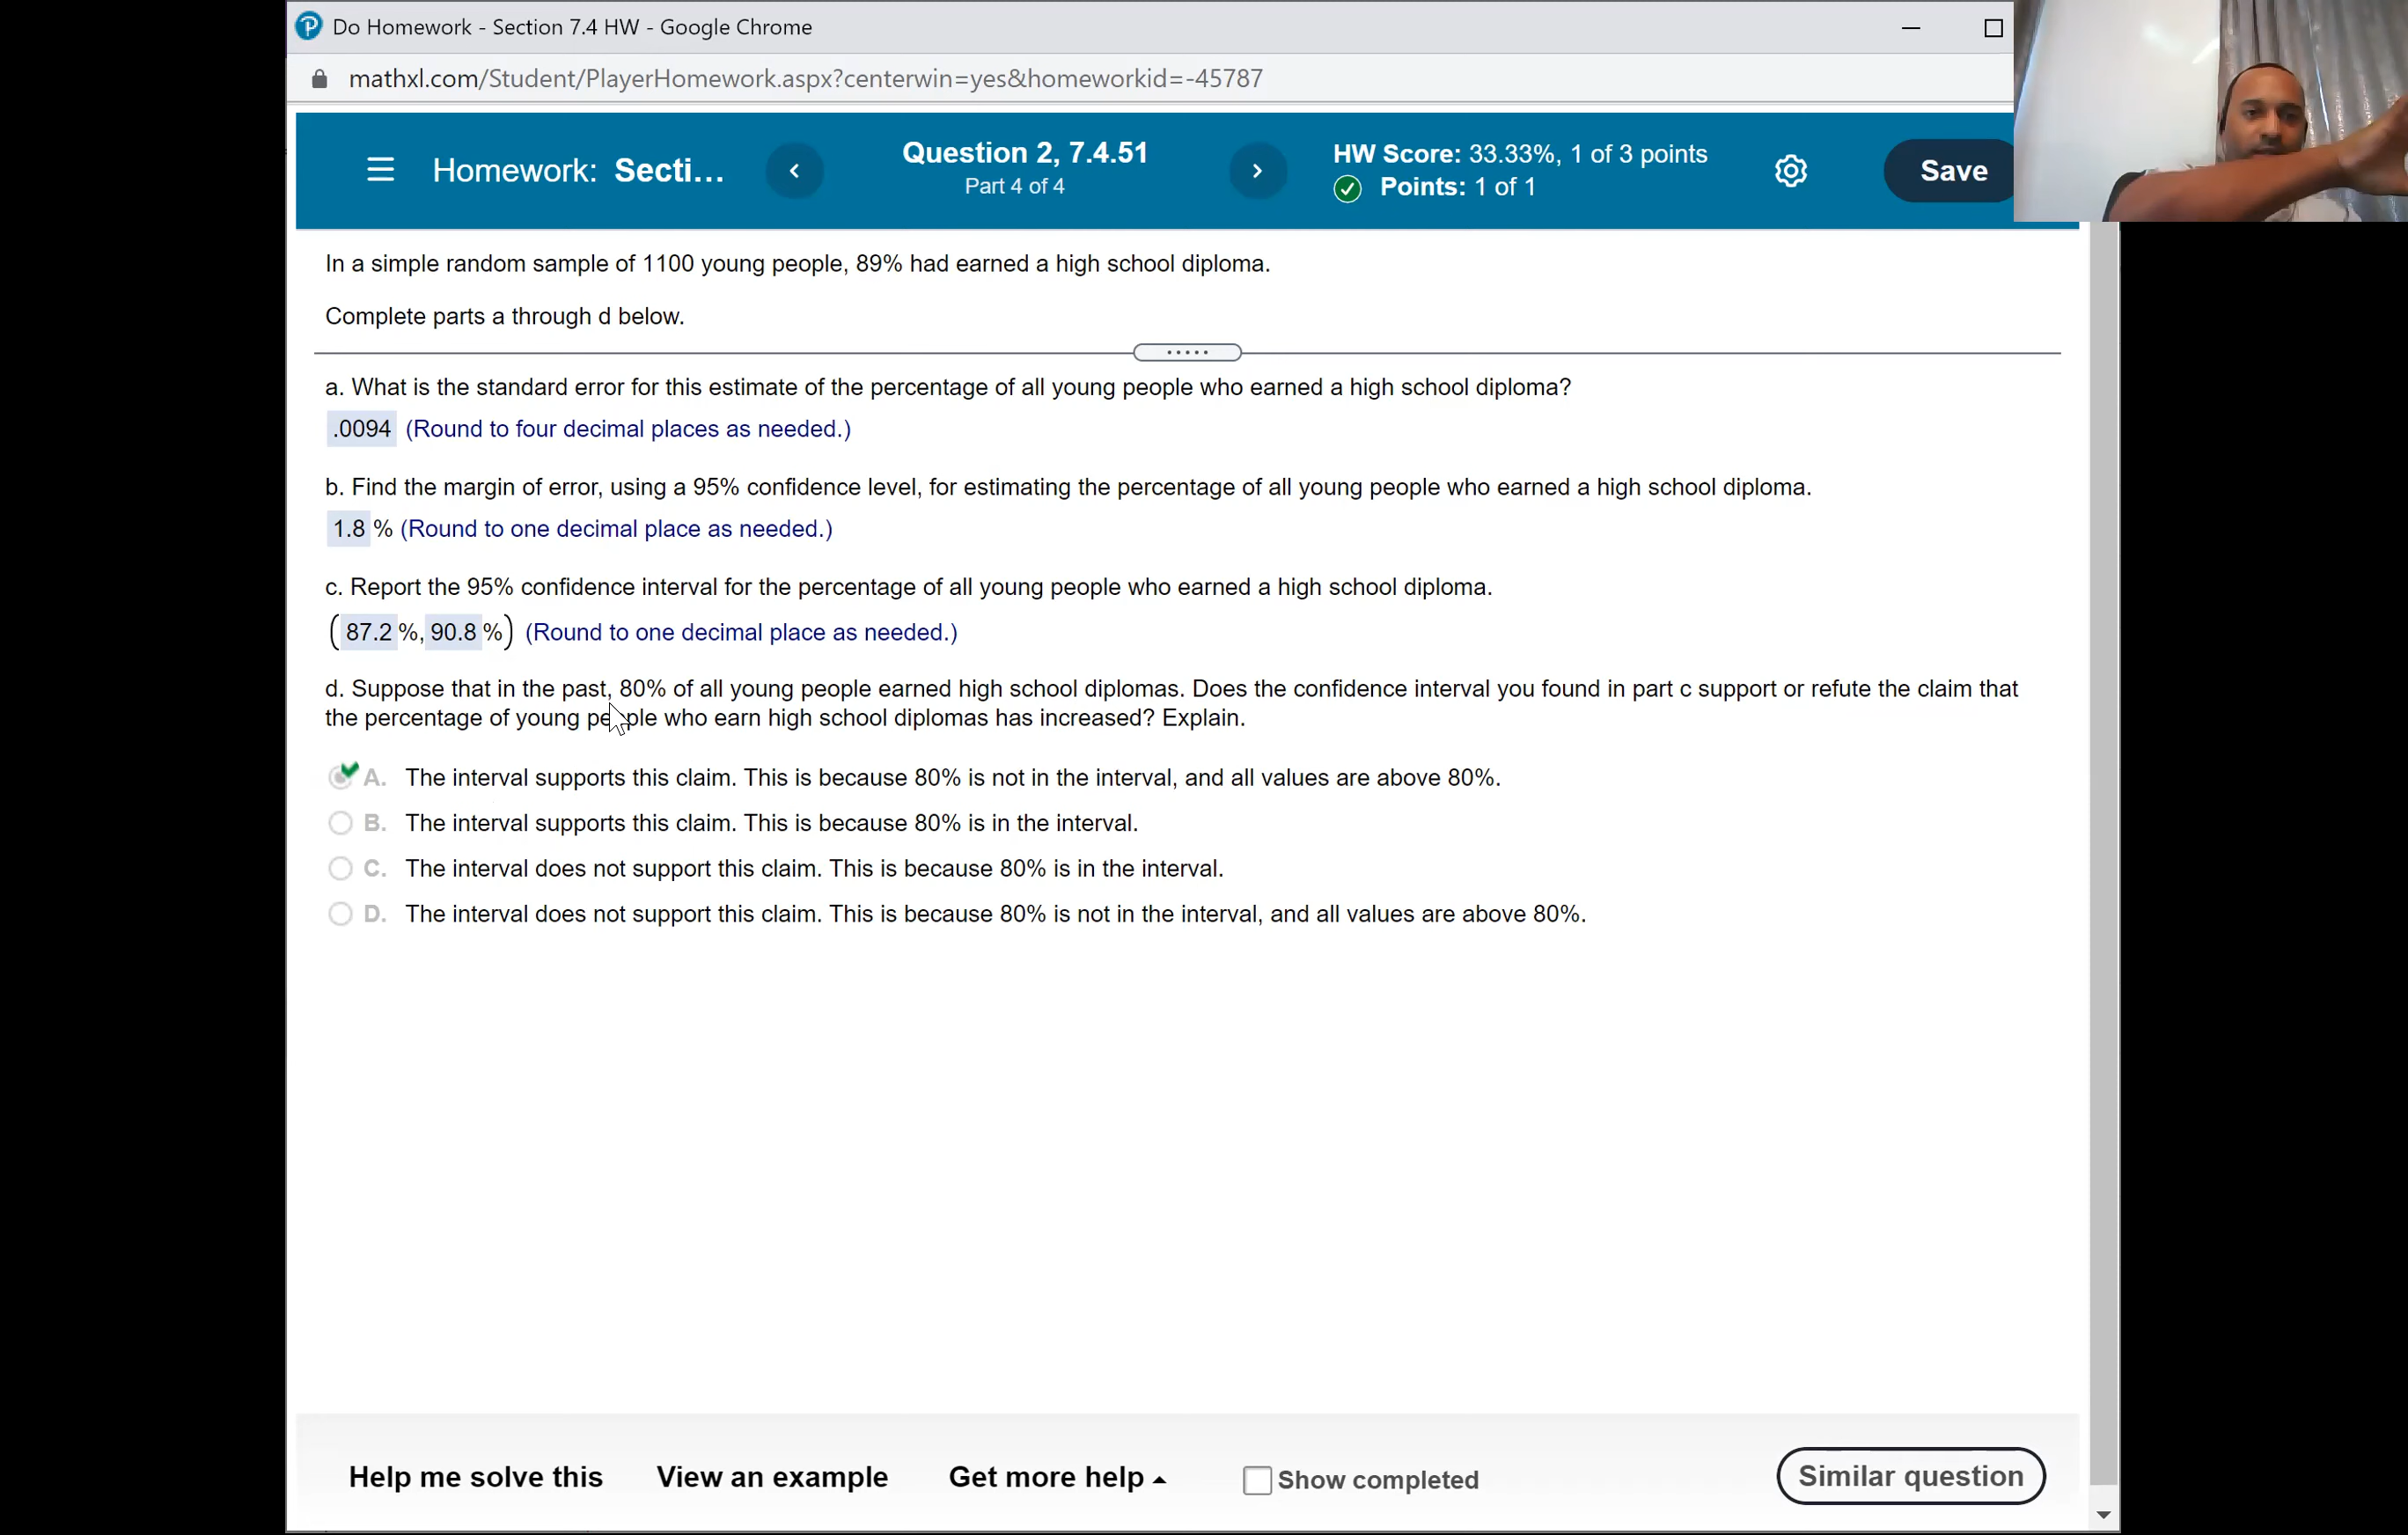 Do Homework - Section 7.4 HW - Google Chrome
mathxl.com/Student/PlayerHomework.aspx?centerwin=yes&homeworkid=-45787
Homework: Secti...
Question 2, 7.4.51
Part 4 of 4
HW Score: 33.33%, 1 of 3 points
Points: 1 of 1
Save
In a simple random sample of 1100 young people, 89% had earned a high school diploma.
Complete parts a through d below.
a. What is the standard error for this estimate of the percentage of all young people who earned a high school diploma?
.0094 (Round to four decimal places as needed.)
b. Find the margin of error, using a 95% confidence level, for estimating the percentage of all young people who earned a high school diploma.
1.8 % (Round to one decimal place as needed.)
c. Report the 95% confidence interval for the percentage of all young people who earned a high school diploma.
(87.2 %, 90.8 %) (Round to one decimal place as needed.)
d. Suppose that in the past, 80% of all young people earned high school diplomas. Does the confidence interval you found in part c support or refute the claim that
the percentage of young people who earn high school diplomas has increased? Explain.
A. The interval supports this claim. This is because 80% is not in the interval, and all values are above 80%.
B. The interval supports this claim. This is because 80% is in the interval.
C. The interval does not support this claim. This is because 80% is in the interval.
D. The interval does not support this claim. This is because 80% is not in the interval, and all values are above 80%.
Help me solve this
View an example
Get more help
Show completed
Similar question